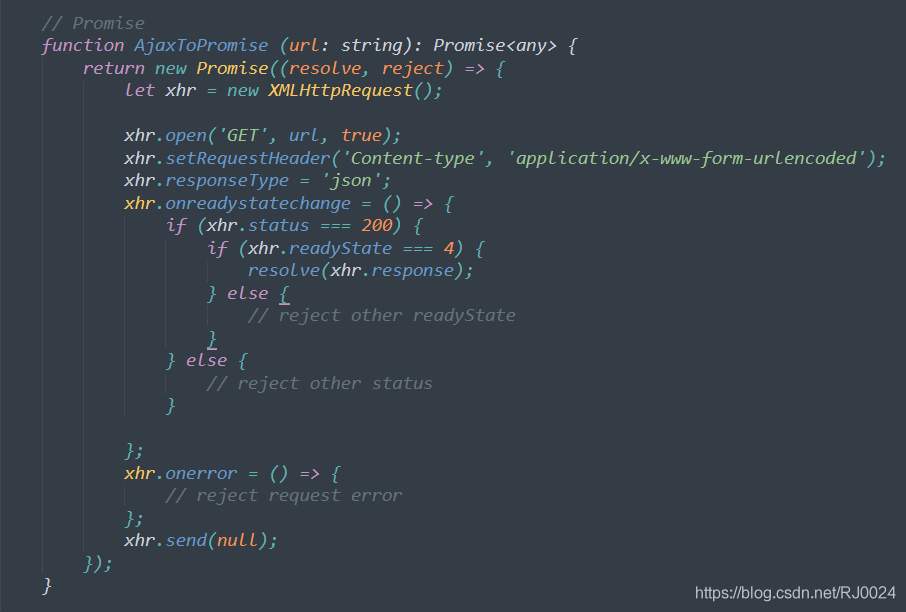 // Promise
function AjaxToPromise (url: string): Promise<any> {
    return new Promise((resolve, reject) => {
        let xhr = new XMLHttpRequest();
        xhr.open('GET', url, true);
        xhr.setRequestHeader('Content-type', 'application/x-www-form-urlencoded');
        xhr.responseType = 'json';
        xhr.onreadystatechange = () => {
            if (xhr.status === 200) {
                if (xhr.readyState === 4) {
                    resolve(xhr.response);
                } else {
                    // reject other readyState
                }
            } else {
                // reject other status
            }
        };
        xhr.onerror = () => {
            // reject request error
        };
        xhr.send(null);
    });
}
https://blog.csdn.net/RJ0024